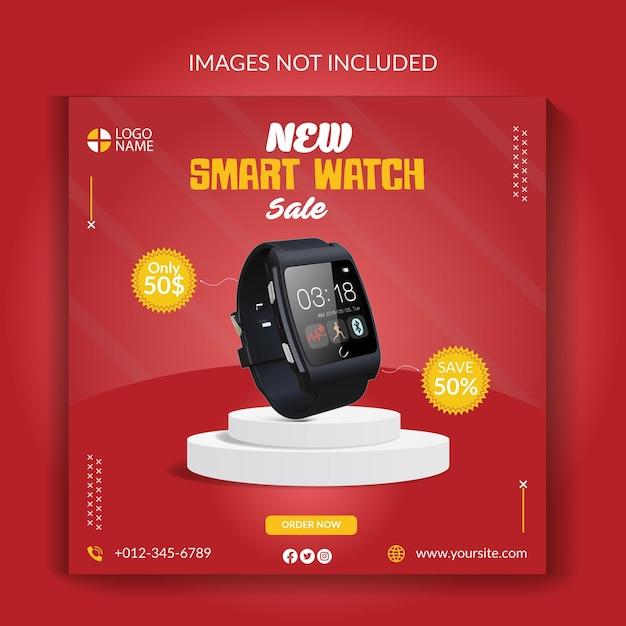 IMAGES NOT INCLUDED
LOGO
NAME
NEW
SMART WATCH
Sale
Only
50$
03:18
SAVE
50%
ORDER NOW
+012-345-6789
www.yoursite.com